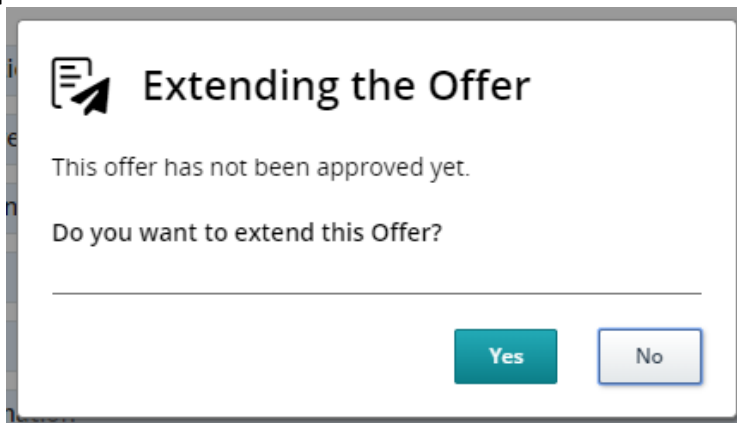 Extending the Offer
This offer has not been approved yet.
Do you want to extend this Offer?
Yes
No